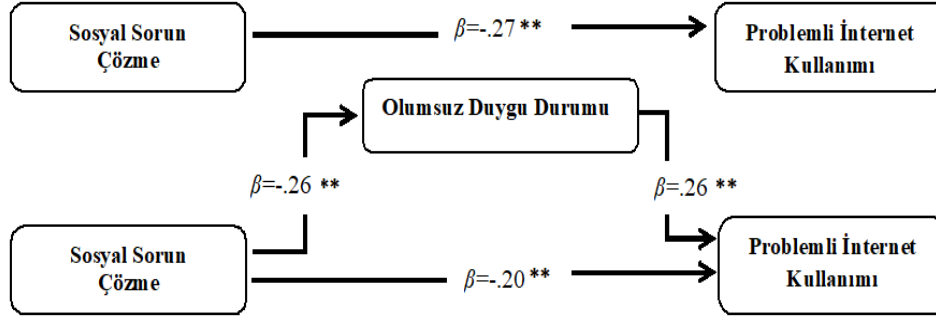 Sosyal Sorun
Çözme
β=-.27 **
Problemli İnternet
Kullanımı
Olumsuz Duygu Durumu
β=-.26 **
β=.26 **
Sosyal Sorun
Çözme
β=-.20 **
Problemli İnternet
Kullanımı